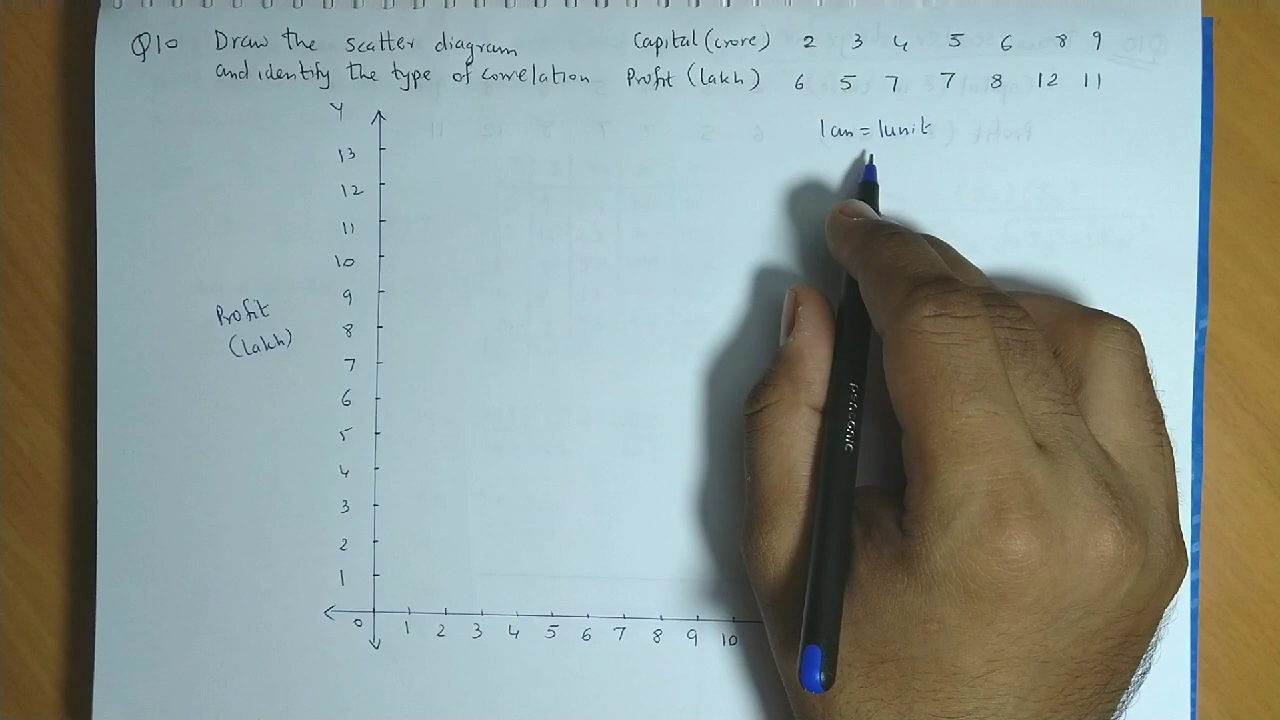 Q10 Draw the scatter diagram
and identify the type of correlation
Capital (crore) 2 3 4 5 6 8 9
Profit (lakh) 6 5 7 7 8 12 11
1cm = 1unit
Y
13
12
11
10
9
8
7
6
5
4
3
2
1
Profit
(lakh)
0 1 2 3 4 5 6 7 8 9 10
pentonic